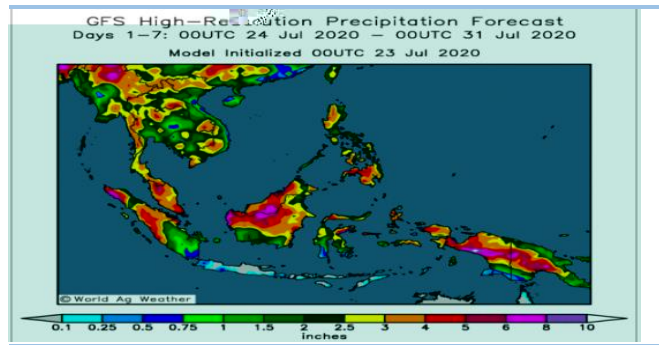 GFS High-Resolution Precipitation Forecast
Days 1-7: 00UTC 24 Jul 2020 - 00UTC 31 Jul 2020
Model Initialized 00UTC 23 Jul 2020
©World Ag Weather
0.1 0.25 0.5 0.75 1 1.5 2 2.5 3 4 5 6 8 10
inches